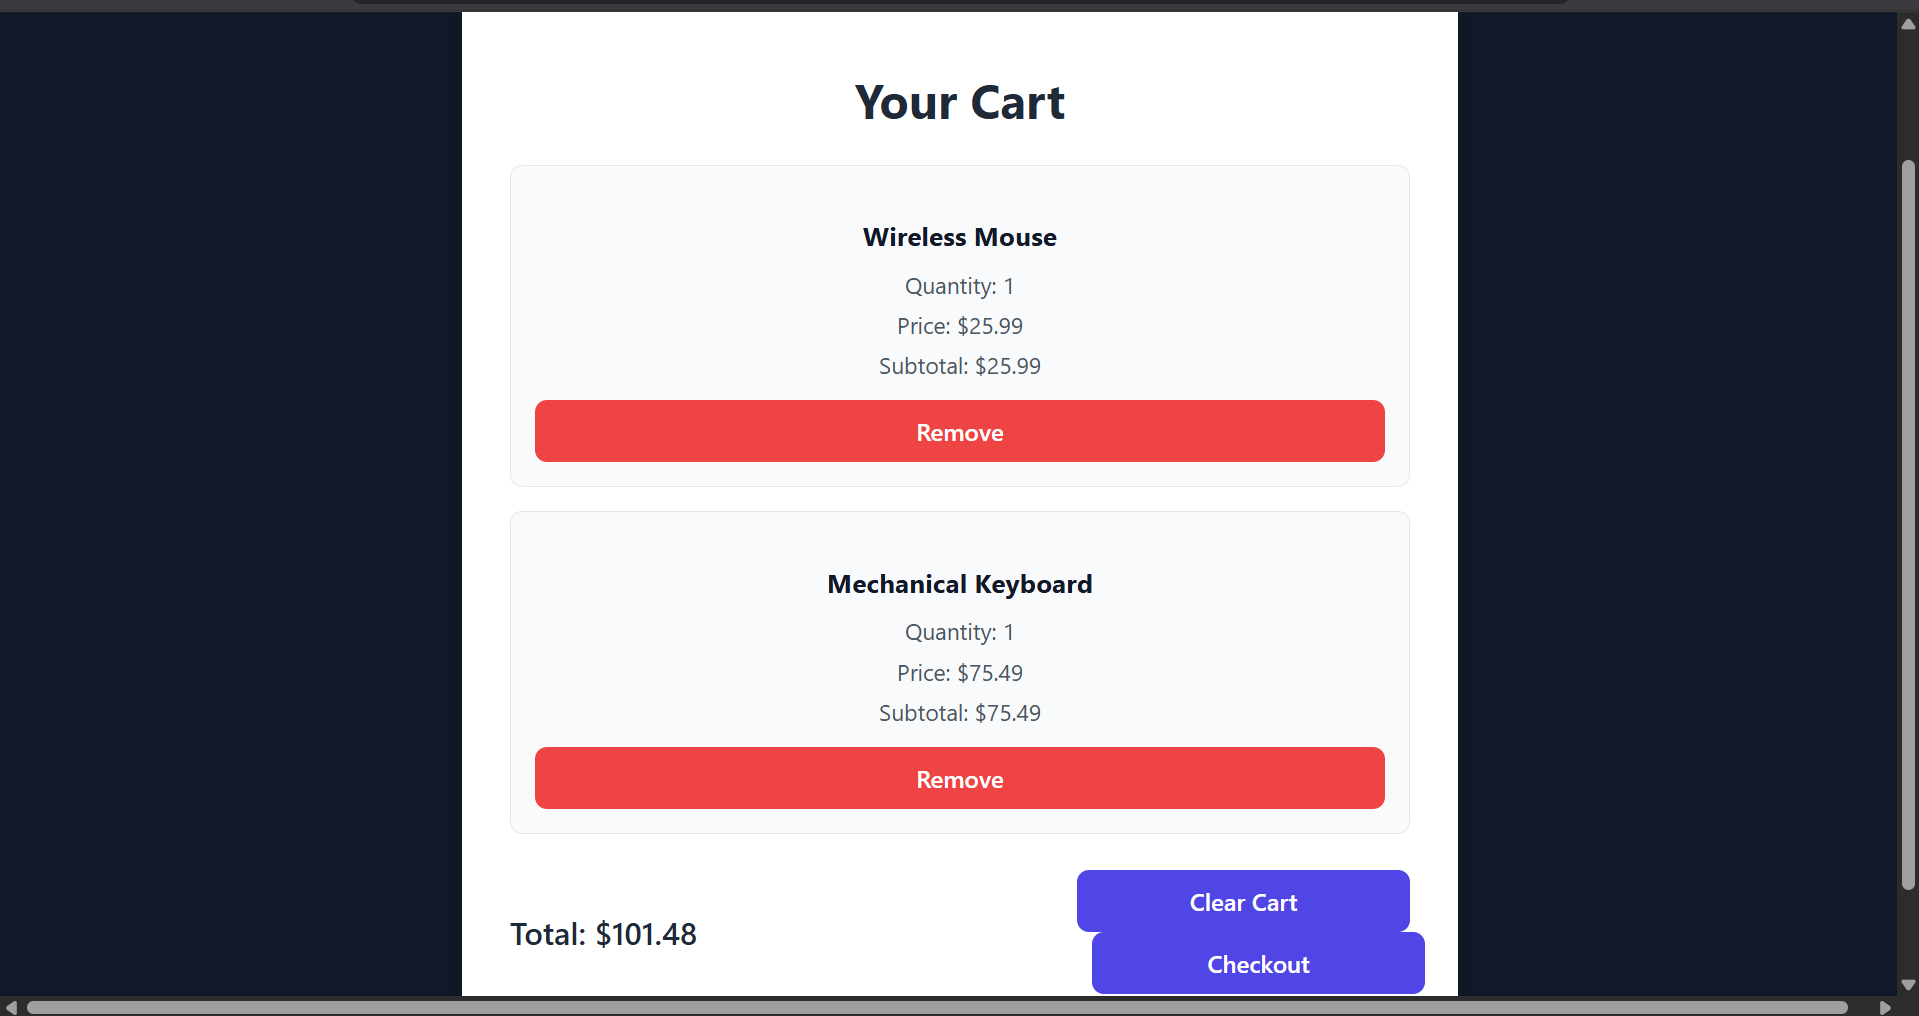 Your Cart
Wireless Mouse
Quantity: 1
Price: $25.99
Subtotal: $25.99
Remove
Mechanical Keyboard
Quantity: 1
Price: $75.49
Subtotal: $75.49
Remove
Clear Cart
Total: $101.48
Checkout